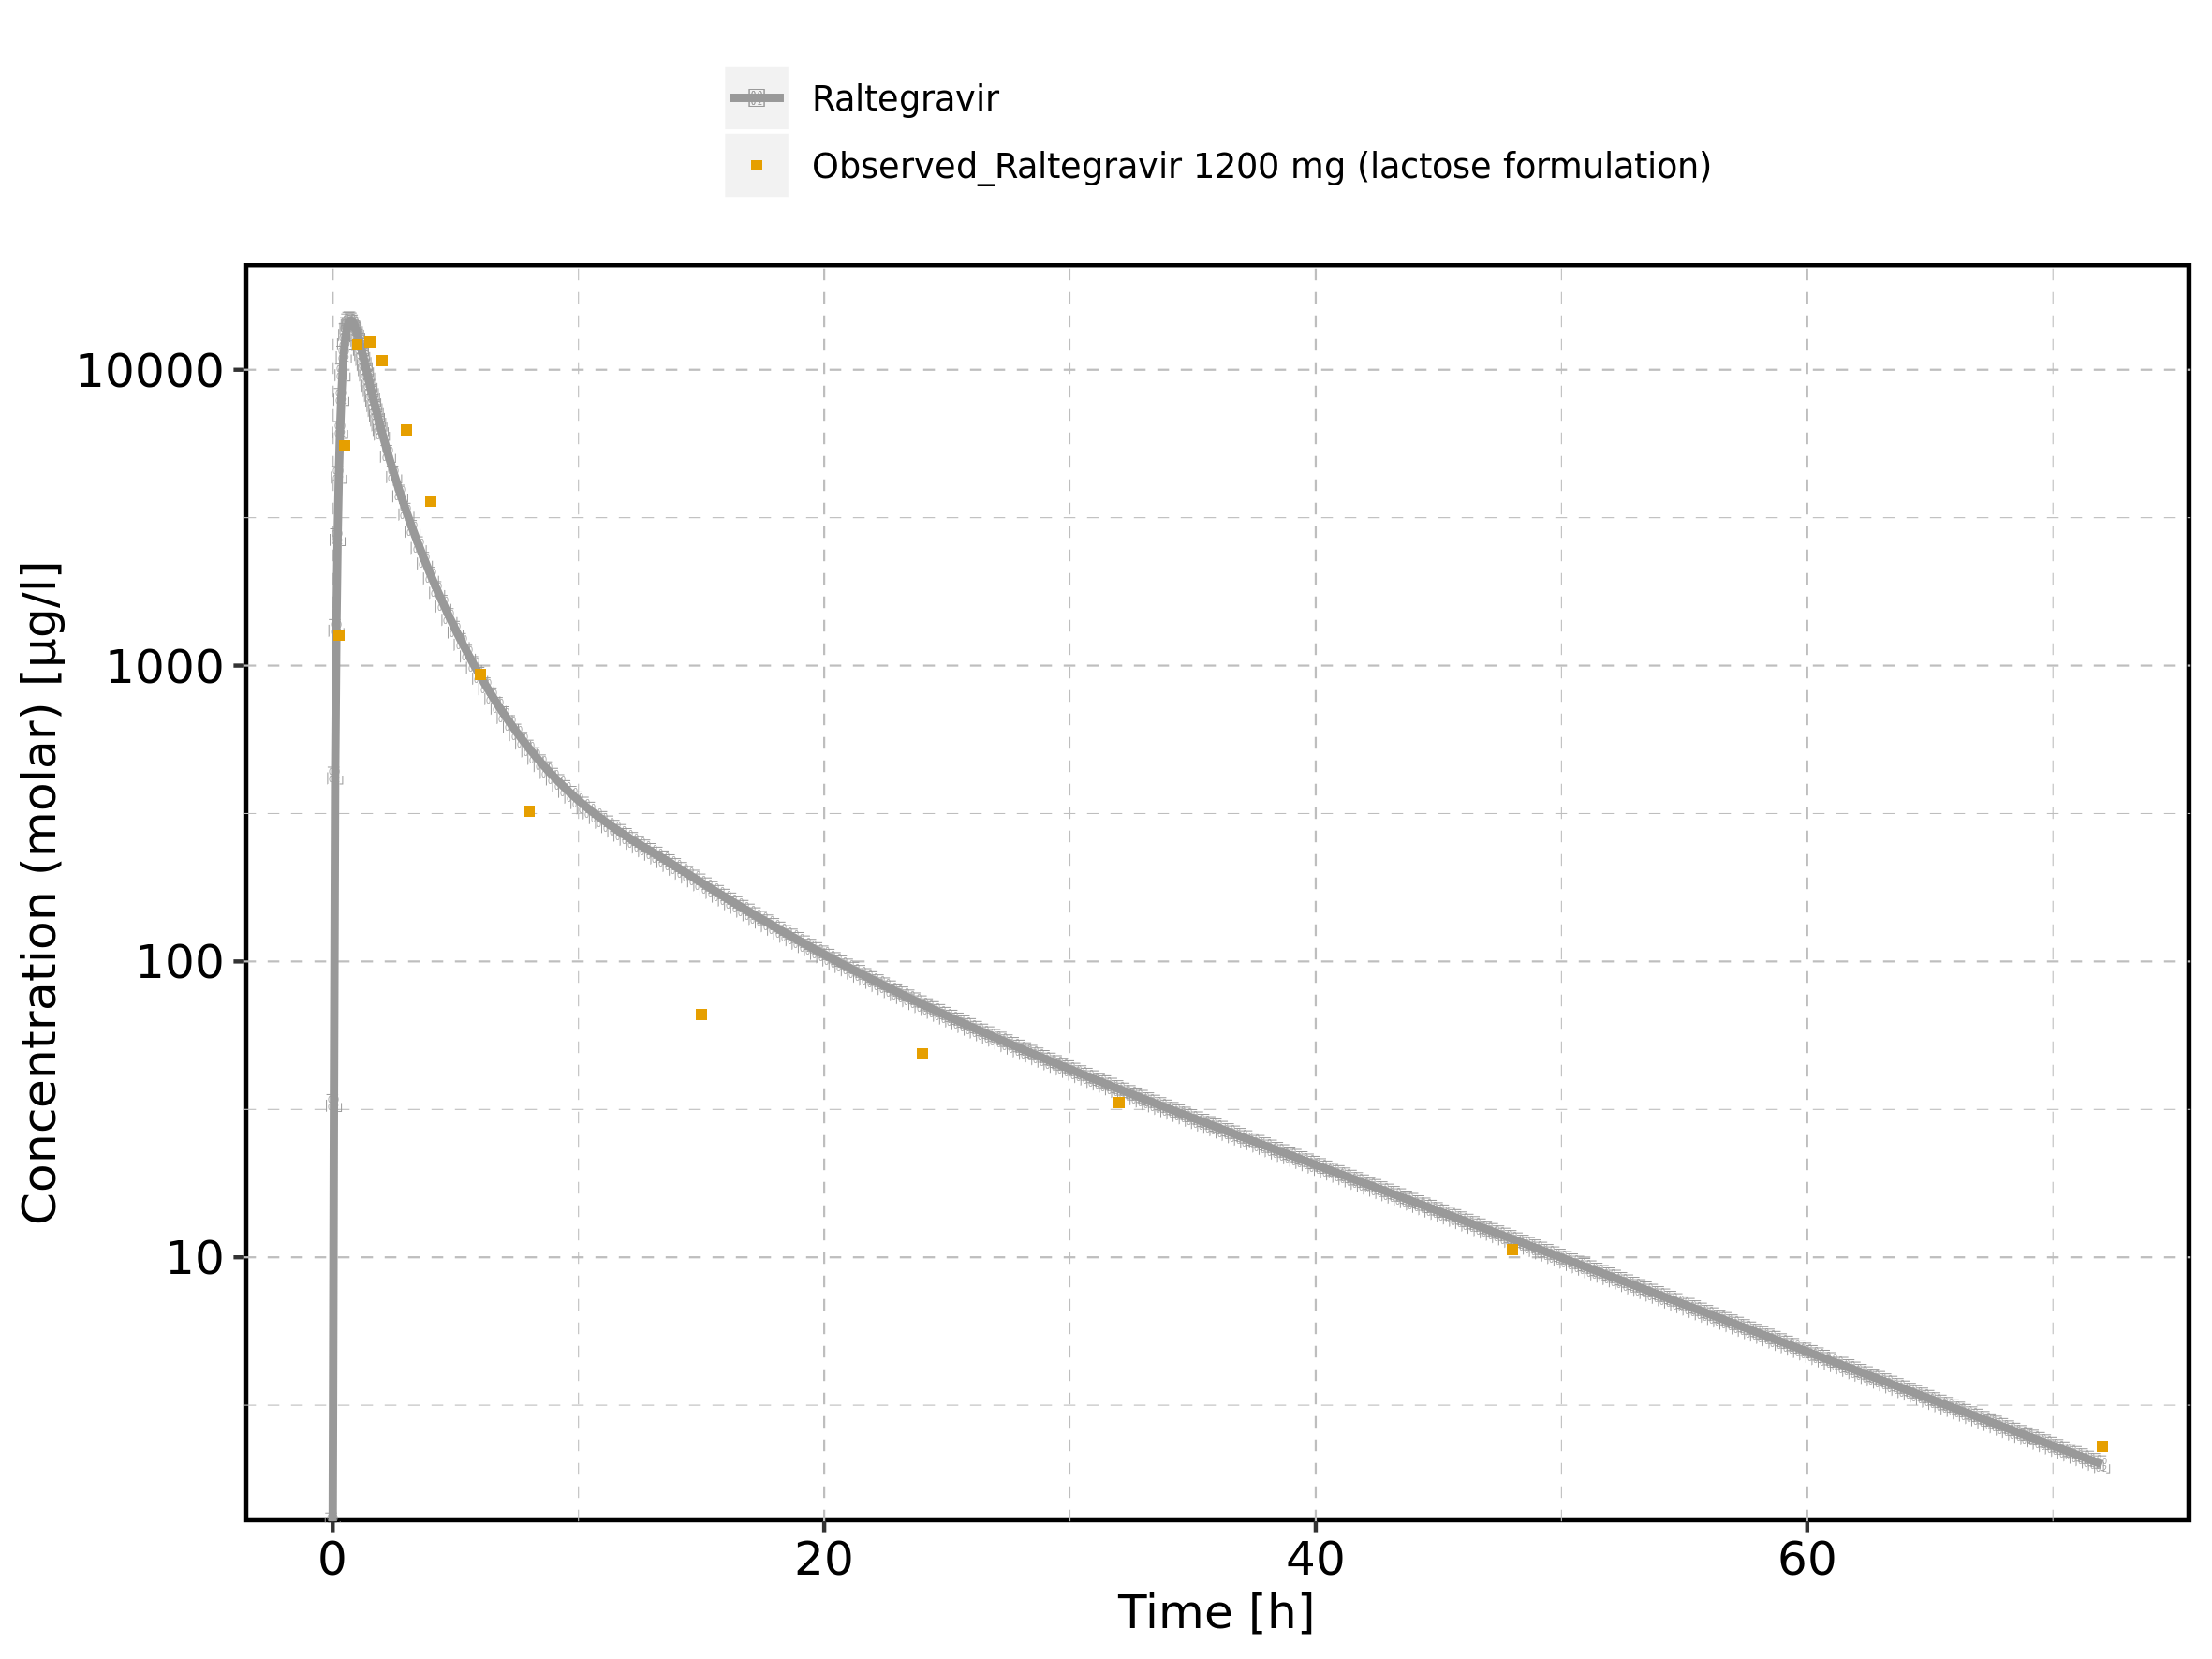 Raltegravir
Observed_Raltegravir 1200 mg (lactose formulation)
Concentration (molar) [µg/l]
10000
1000
100
10
0 20 40 60
Time [h]